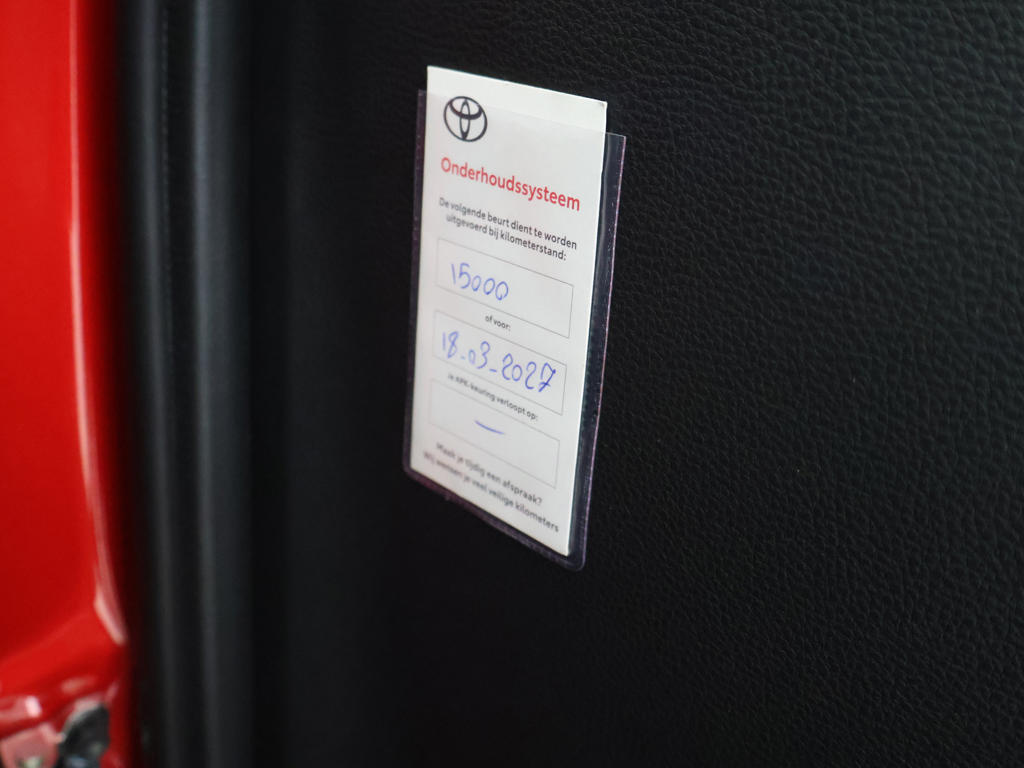 Onderhoudssysteem
De volgende beurt dient te worden
uitgevoerd bij kilometerstand:
15000
of voor:
18-03-2027
Je APK-keuring verloopt op:
—
Maak je tijdig een afspraak?
Wij wensen je veel veilige kilometers